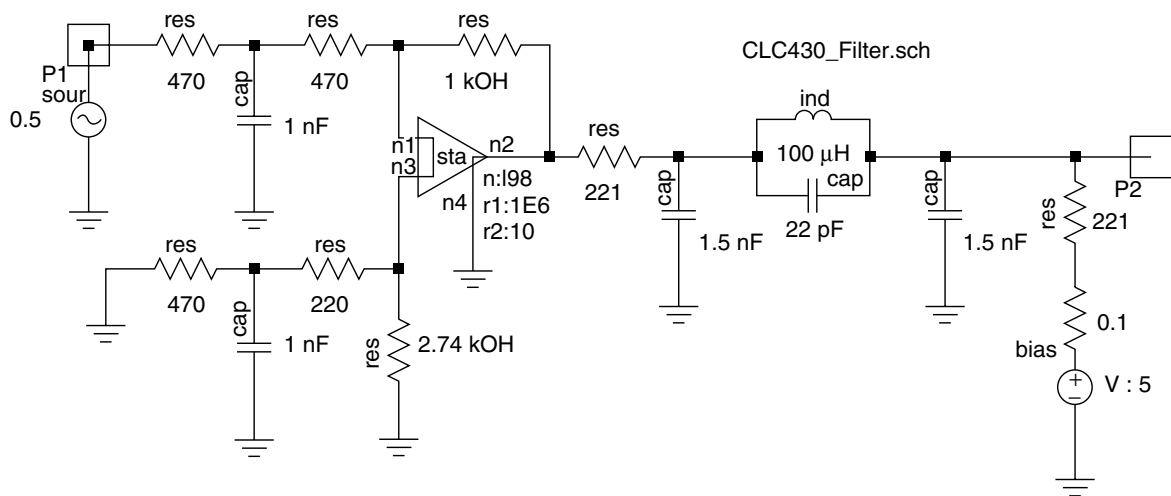 res
res
res
CLC430_Filter.sch
P1
sour
470
cap
470
1 kOH
ind
0.5
1 nF
n1
n3
sta
n2
res
100 µH
cap
n4
n:l98
r1:1E6
r2:10
221
cap
22 pF
cap
P2
res
res
1.5 nF
1.5 nF
res
221
470
cap
220
1 nF
res
2.74 kOH
0.1
bias
V : 5